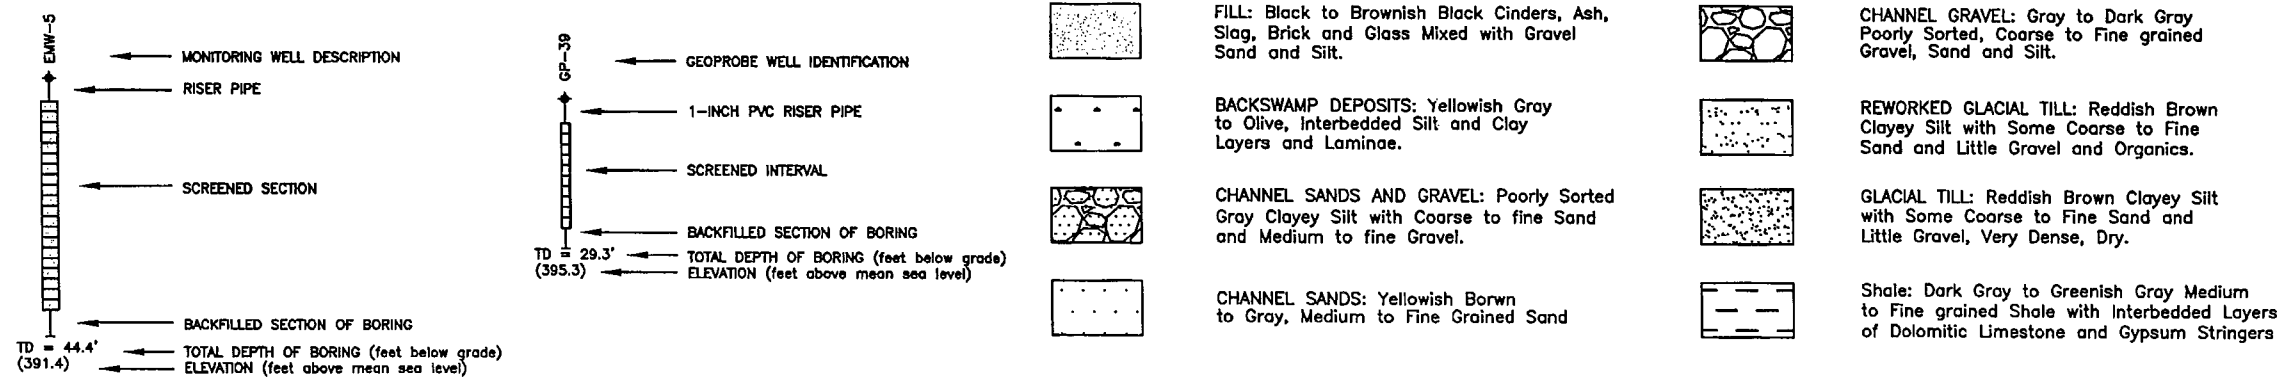 EMW-5
MONITORING WELL DESCRIPTION
RISER PIPE
SCREENED SECTION
BACKFILLED SECTION OF BORING
TD = 44.4'
TOTAL DEPTH OF BORING (feet below grade)
(391.4)
ELEVATION (feet above mean sea level)
GP-39
GEOPROBE WELL IDENTIFICATION
1-INCH PVC RISER PIPE
SCREENED INTERVAL
BACKFILLED SECTION OF BORING
TD = 29.3'
TOTAL DEPTH OF BORING (feet below grade)
(395.3)
ELEVATION (feet above mean sea level)
FILL: Black to Brownish Black Cinders, Ash,
Slag, Brick and Glass Mixed with Gravel
Sand and Silt.
BACKSWAMP DEPOSITS: Yellowish Gray
to Olive, Interbedded Silt and Clay
Layers and Laminae.
CHANNEL SANDS AND GRAVEL: Poorly Sorted
Gray Clayey Silt with Coarse to fine Sand
and Medium to fine Gravel.
CHANNEL SANDS: Yellowish Borwn
to Gray, Medium to Fine Grained Sand
CHANNEL GRAVEL: Gray to Dark Gray
Poorly Sorted, Coarse to Fine grained
Gravel, Sand and Silt.
REWORKED GLACIAL TILL: Reddish Brown
Clayey Silt with Some Coarse to Fine
Sand and Little Gravel and Organics.
GLACIAL TILL: Reddish Brown Clayey Silt
with Some Coarse to Fine Sand and
Little Gravel, Very Dense, Dry.
Shale: Dark Gray to Greenish Gray Medium
to Fine grained Shale with Interbedded Layers
of Dolomitic Limestone and Gypsum Stringers